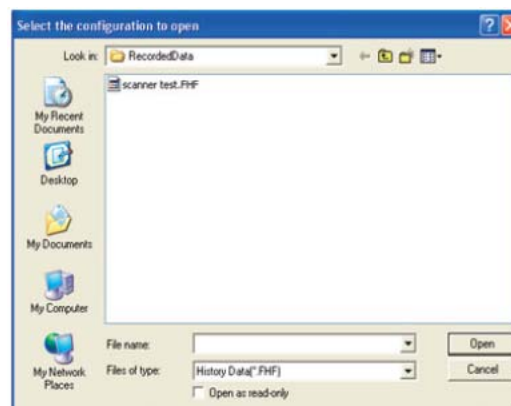 Select the configuration to open
Look in: RecordedData
scanner test.FHF
My Recent
Documents
Desktop
My Documents
My Computer
My Network
Places
File name:
Open
Files of type: History Data(*.FHF)
Cancel
Open as read-only